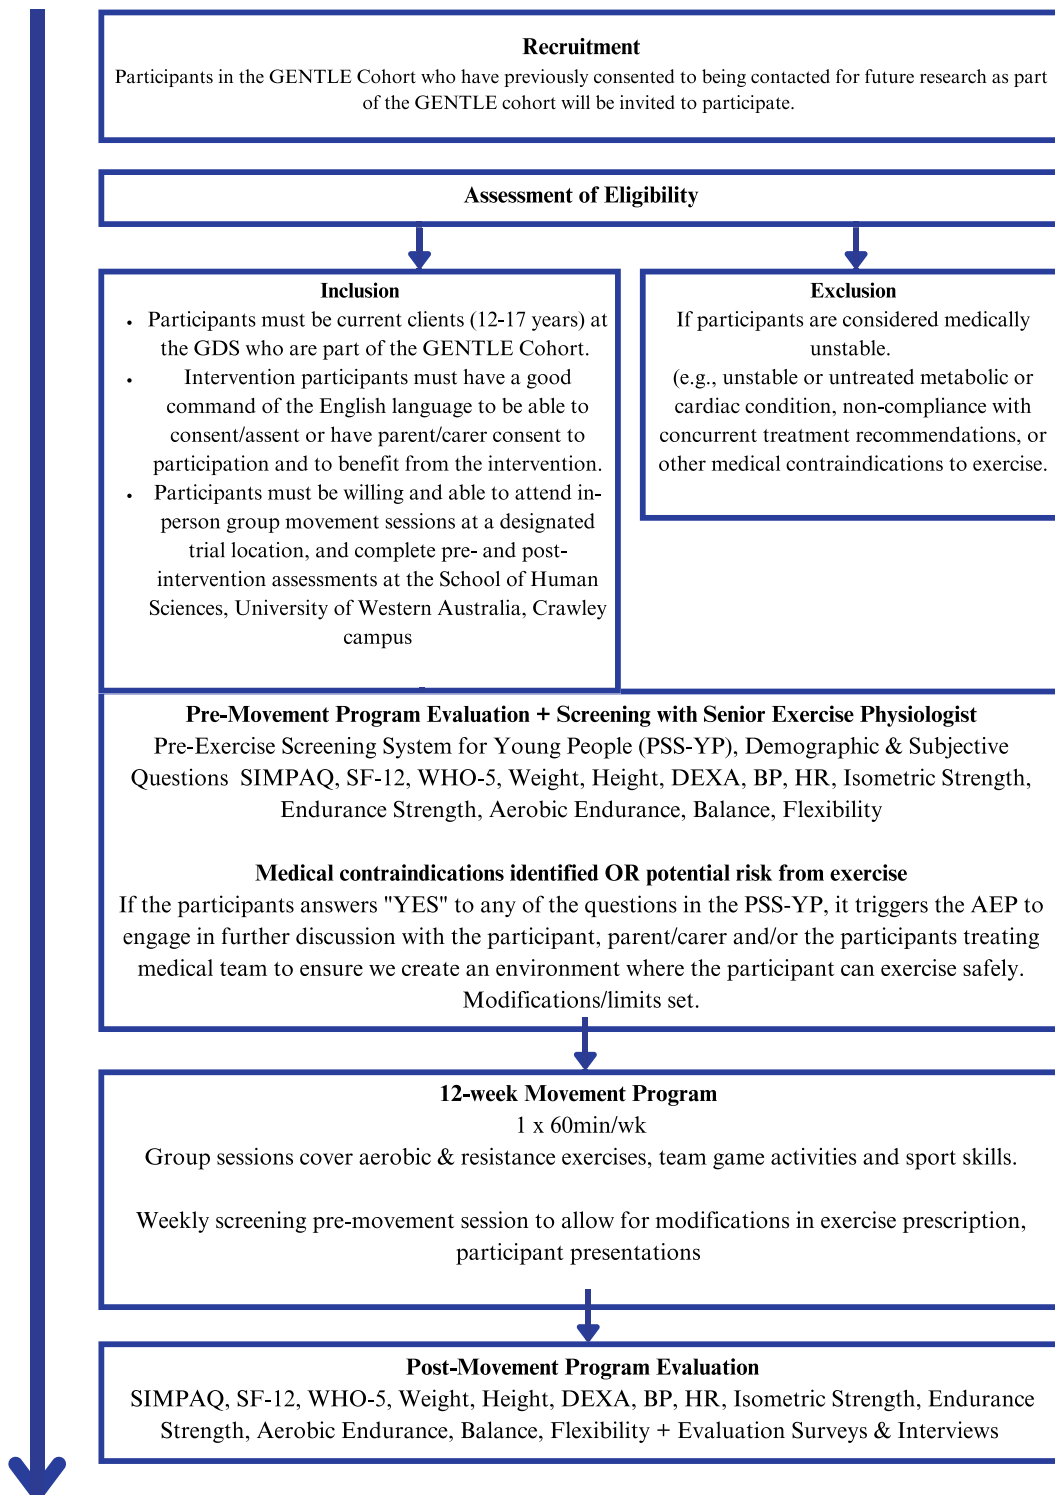 Recruitment
Participants in the GENTLE Cohort who have previously consented to being contacted for future research as part
of the GENTLE cohort will be invited to participate.
Assessment of Eligibility
Inclusion
• Participants must be current clients (12-17 years) at
the GDS who are part of the GENTLE Cohort.
• Intervention participants must have a good
command of the English language to be able to
consent/assent or have parent/carer consent to
participation and to benefit from the intervention.
• Participants must be willing and able to attend in-
person group movement sessions at a designated
trial location, and complete pre- and post-
intervention assessments at the School of Human
Sciences, University of Western Australia, Crawley
campus
Exclusion
If participants are considered medically
unstable.
(e.g., unstable or untreated metabolic or
cardiac condition, non-compliance with
concurrent treatment recommendations, or
other medical contraindications to exercise.
Pre-Movement Program Evaluation + Screening with Senior Exercise Physiologist
Pre-Exercise Screening System for Young People (PSS-YP), Demographic & Subjective
Questions SIMPAQ, SF-12, WHO-5, Weight, Height, DEXA, BP, HR, Isometric Strength,
Endurance Strength, Aerobic Endurance, Balance, Flexibility
Medical contraindications identified OR potential risk from exercise
If the participants answers "YES" to any of the questions in the PSS-YP, it triggers the AEP to
engage in further discussion with the participant, parent/carer and/or the participants treating
medical team to ensure we create an environment where the participant can exercise safely.
Modifications/limits set.
12-week Movement Program
1 x 60min/wk
Group sessions cover aerobic & resistance exercises, team game activities and sport skills.
Weekly screening pre-movement session to allow for modifications in exercise prescription,
participant presentations
Post-Movement Program Evaluation
SIMPAQ, SF-12, WHO-5, Weight, Height, DEXA, BP, HR, Isometric Strength, Endurance
Strength, Aerobic Endurance, Balance, Flexibility + Evaluation Surveys & Interviews